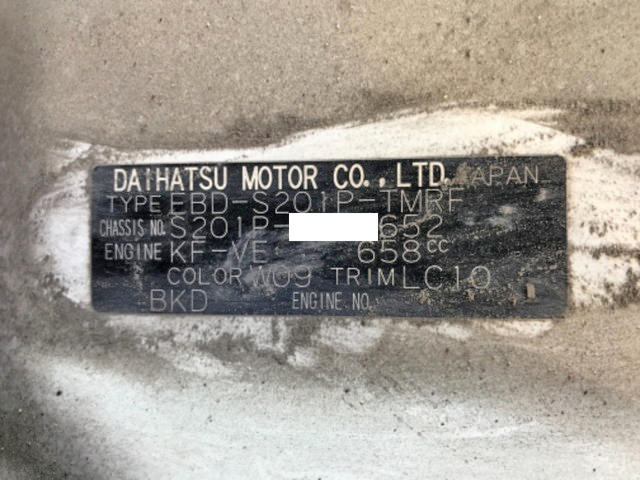 DAIHATSU MOTOR CO., LTD. JAPAN
TYPE EBD-S201P-TMRF
CHASSIS NO. S201P- 652
ENGINE KF-VE 658cc
COLOR W09 TRIM LC10
BKD ENGINE NO.